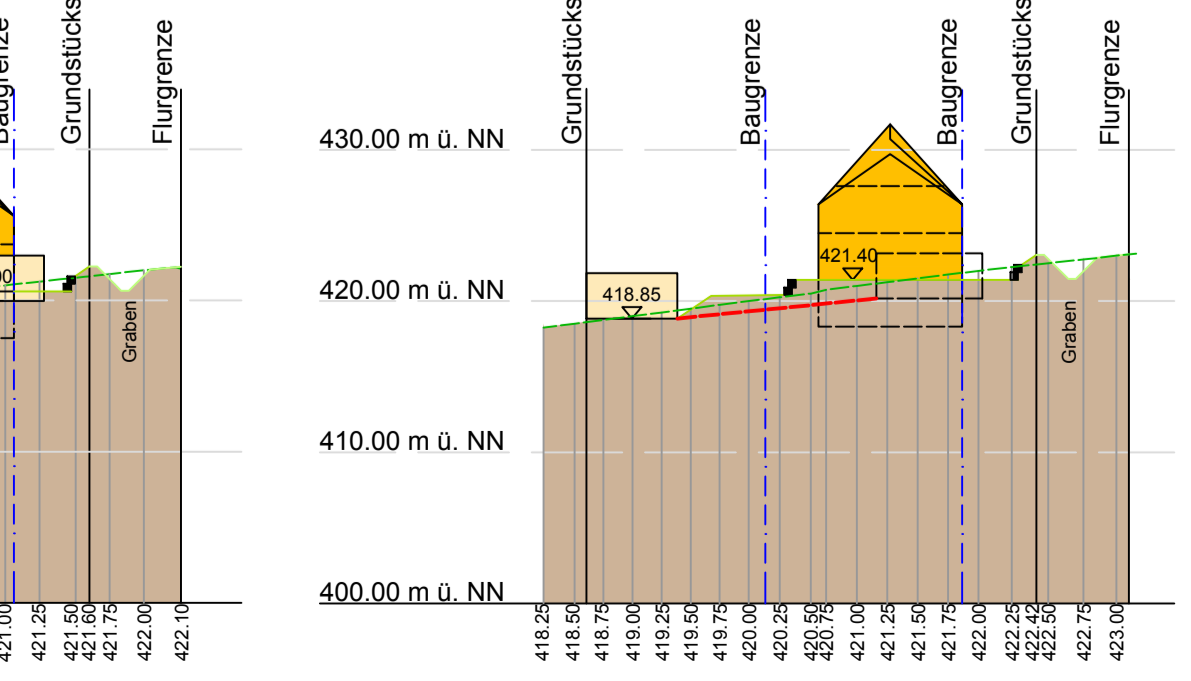 Baugrenze
Grundstücks
Flurgrenze
Graben
421.00
421.25
421.50
421.60
421.75
422.00
422.10
430.00 m ü. NN
420.00 m ü. NN
410.00 m ü. NN
400.00 m ü. NN
Grundstücks
Baugrenze
Baugrenze
Grundstücks
Flurgrenze
418.85
421.40
Graben
418.25
418.50
418.75
419.00
419.25
419.50
419.75
420.00
420.25
420.50
420.75
421.00
421.25
421.50
421.75
422.00
422.25
422.42
422.50
422.75
423.00